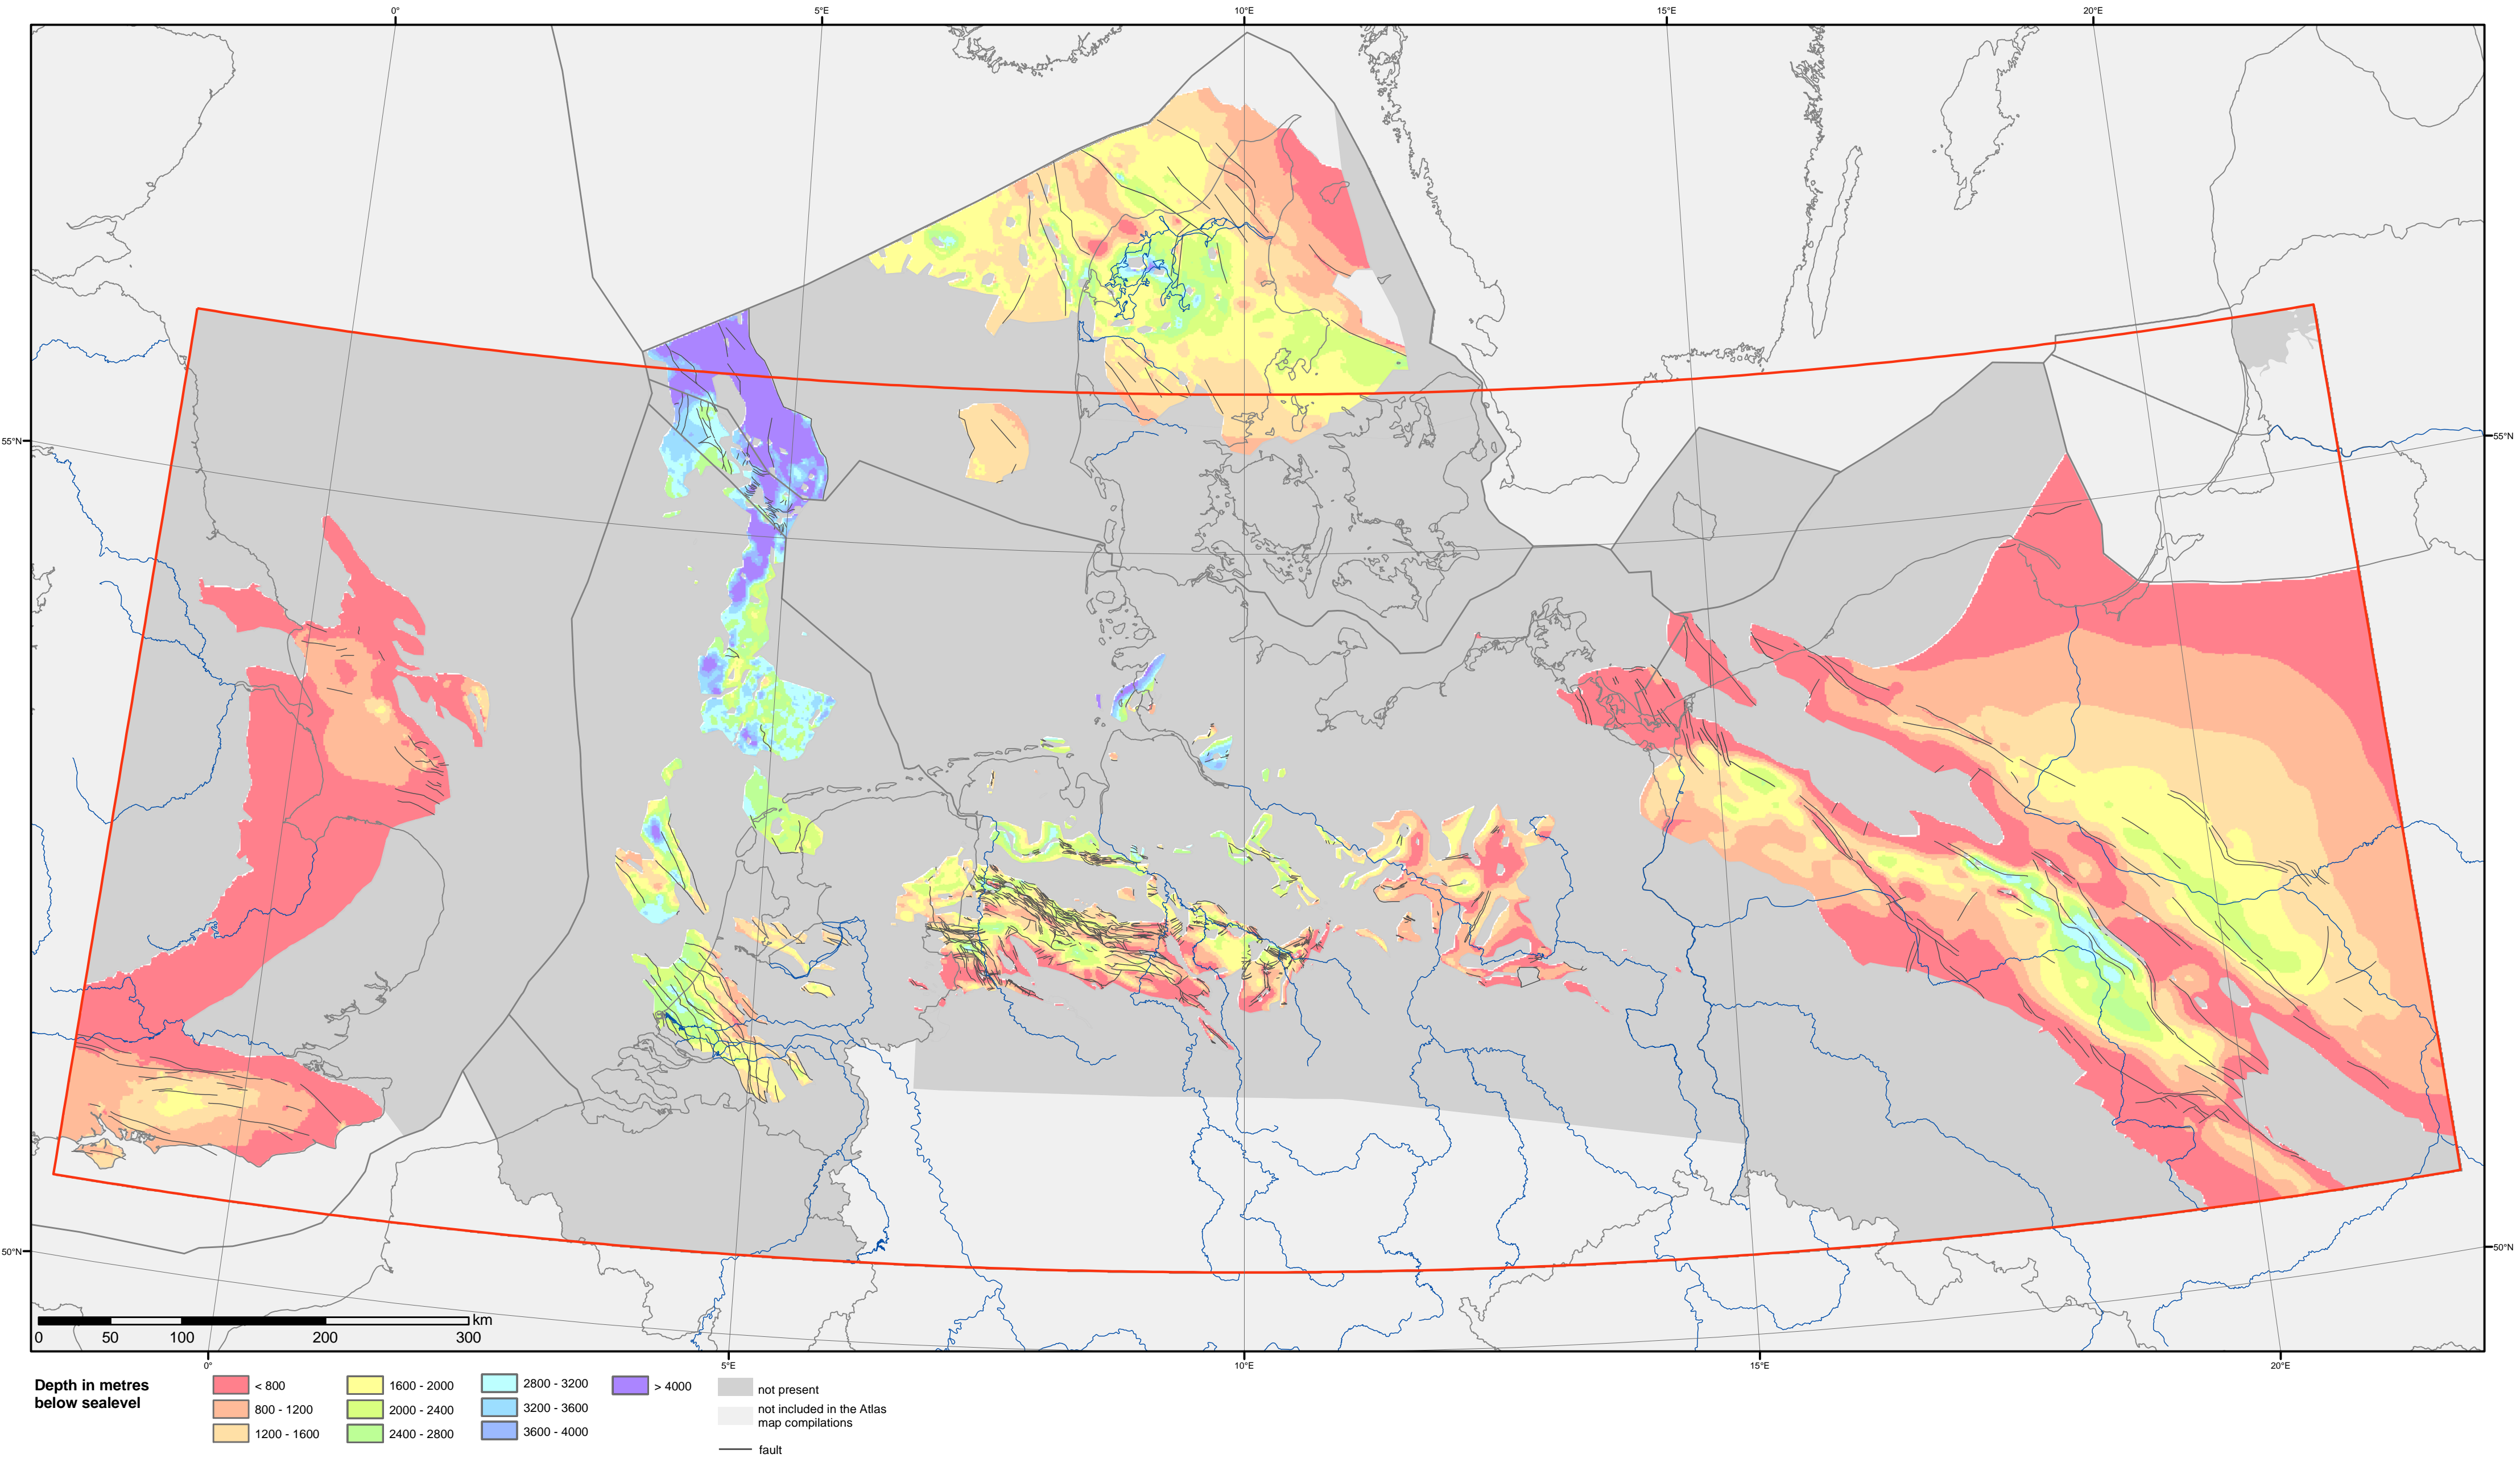 0° 5°E 10°E 15°E 20°E
55°N 55°N
50°N 50°N
km
0 50 100 200 300
0° 5°E 10°E 15°E 20°E
Depth in metres
below sealevel
< 800
800 - 1200
1200 - 1600
1600 - 2000
2000 - 2400
2400 - 2800
2800 - 3200
3200 - 3600
3600 - 4000
> 4000
not present
not included in the Atlas
map compilations
fault